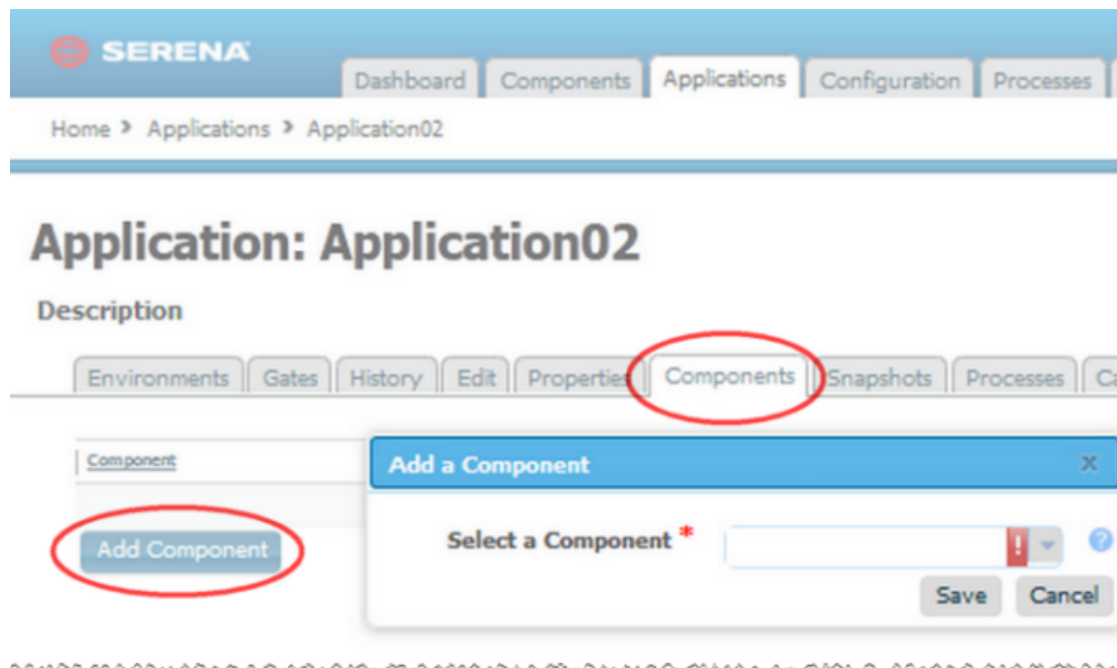 SERENA
Dashboard Components Applications Configuration Processes
Home > Applications > Application02
Application: Application02
Description
Environments Gates History Edit Properties Components Snapshots Processes Ca
Component
Add a Component x
Add Component
Select a Component * ! ?
Save Cancel